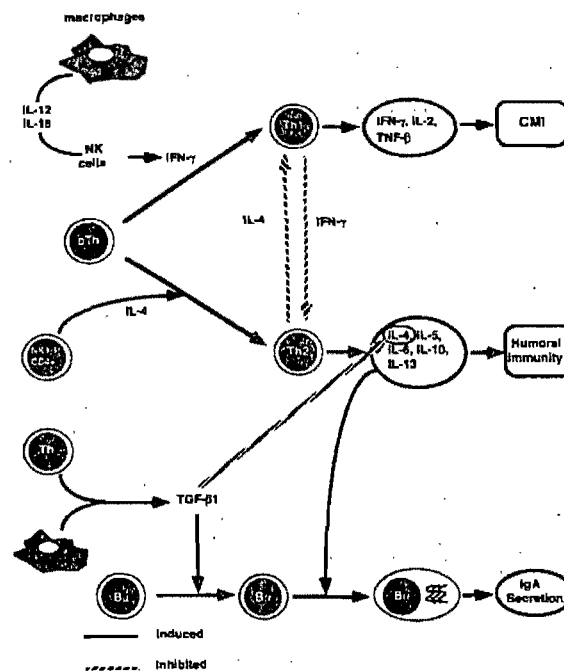 macrophages
IL-12
IL-18
NK
cells
IFN-γ
Th1
IFN-γ, IL-2,
TNF-β
CMI
IL-4
IFN-γ
pTh
IL-4
Th2
IL-4, IL-5,
IL-6, IL-10,
IL-13
Humoral
Immunity
Th
TGF-β1
IgA
Secretion
Induced
Inhibited